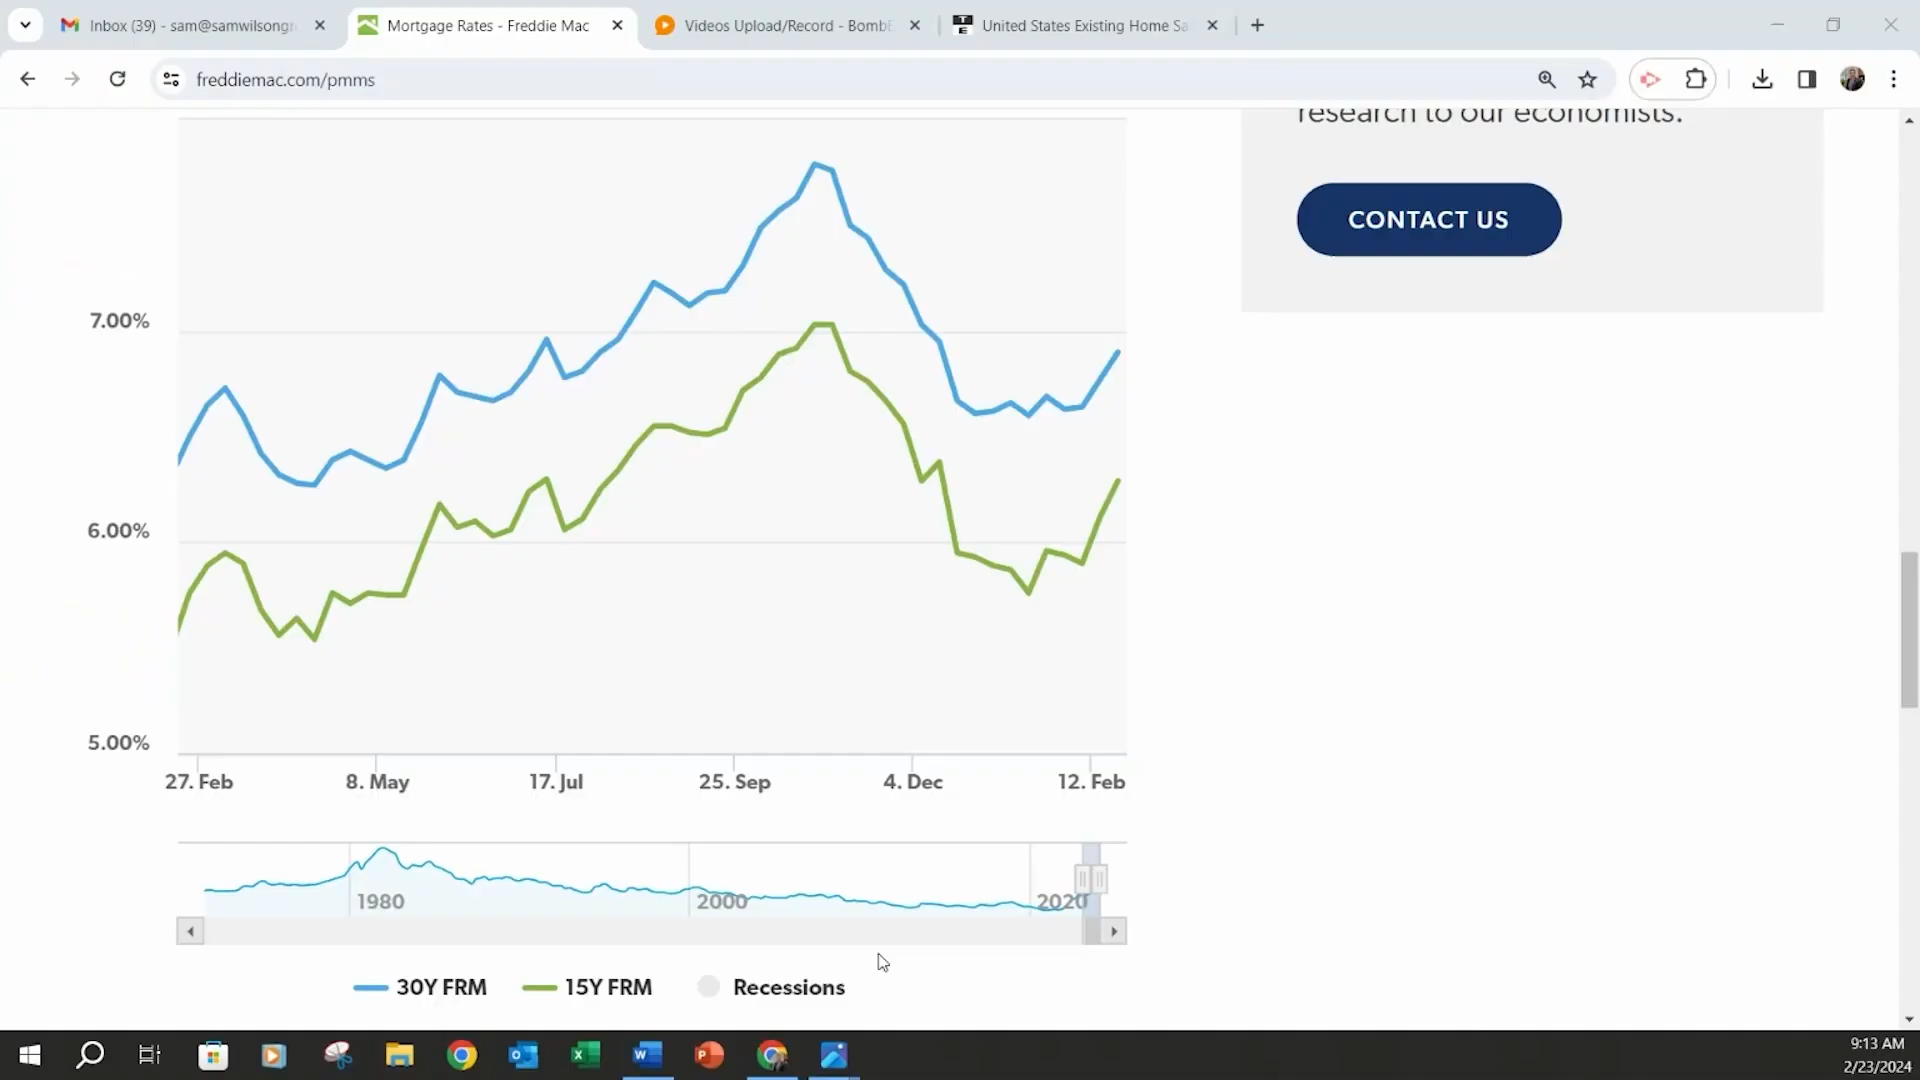 Inbox (39) - sam@samwilsongr
Mortgage Rates - Freddie Mac
Videos Upload/Record - BombB
United States Existing Home Sa
freddiemac.com/pmms
research to our economists.
CONTACT US
7.00%
6.00%
5.00%
27. Feb
8. May
17. Jul
25. Sep
4. Dec
12. Feb
1980
2000
2020
30Y FRM
15Y FRM
Recessions
9:13 AM
2/23/2024